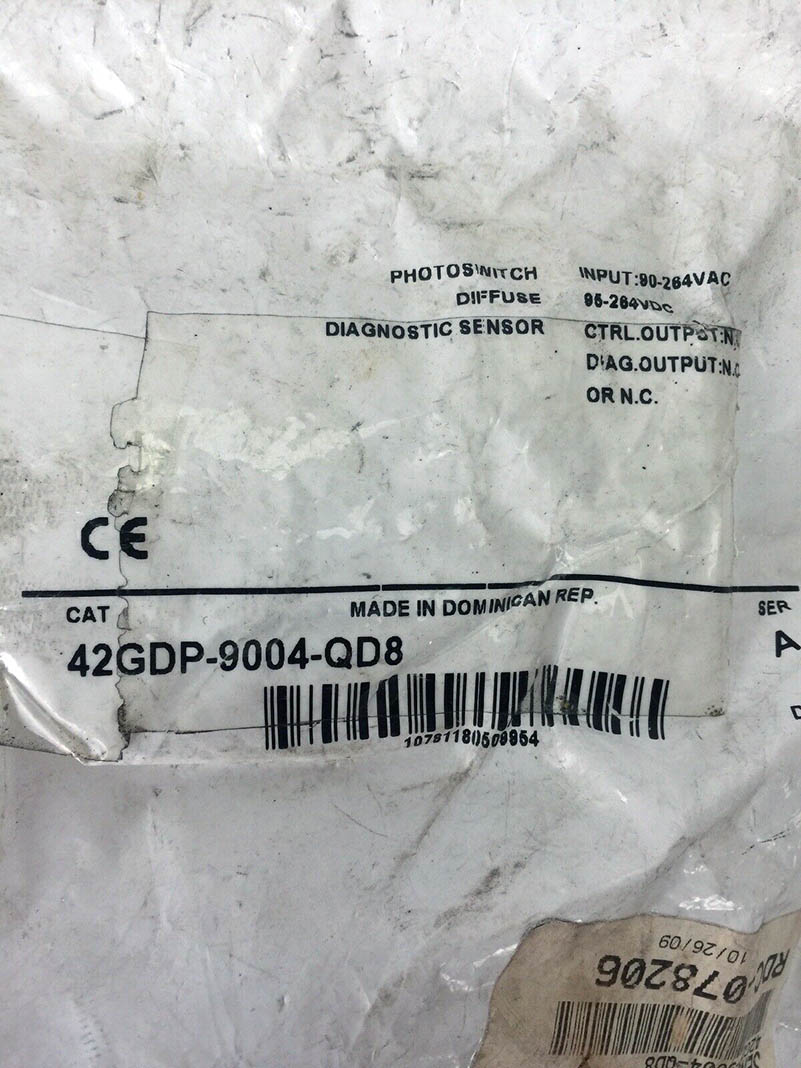 PHOTOSWITCH INPUT:90-264VAC
DIFFUSE 95-264VDC
DIAGNOSTIC SENSOR CTRL.OUTPUT:N.
DIAG.OUTPUT:N.O
OR N.C.
CE
CAT MADE IN DOMINICAN REP. SER
42GDP-9004-QD8 A
10/26/09
RDC-078206